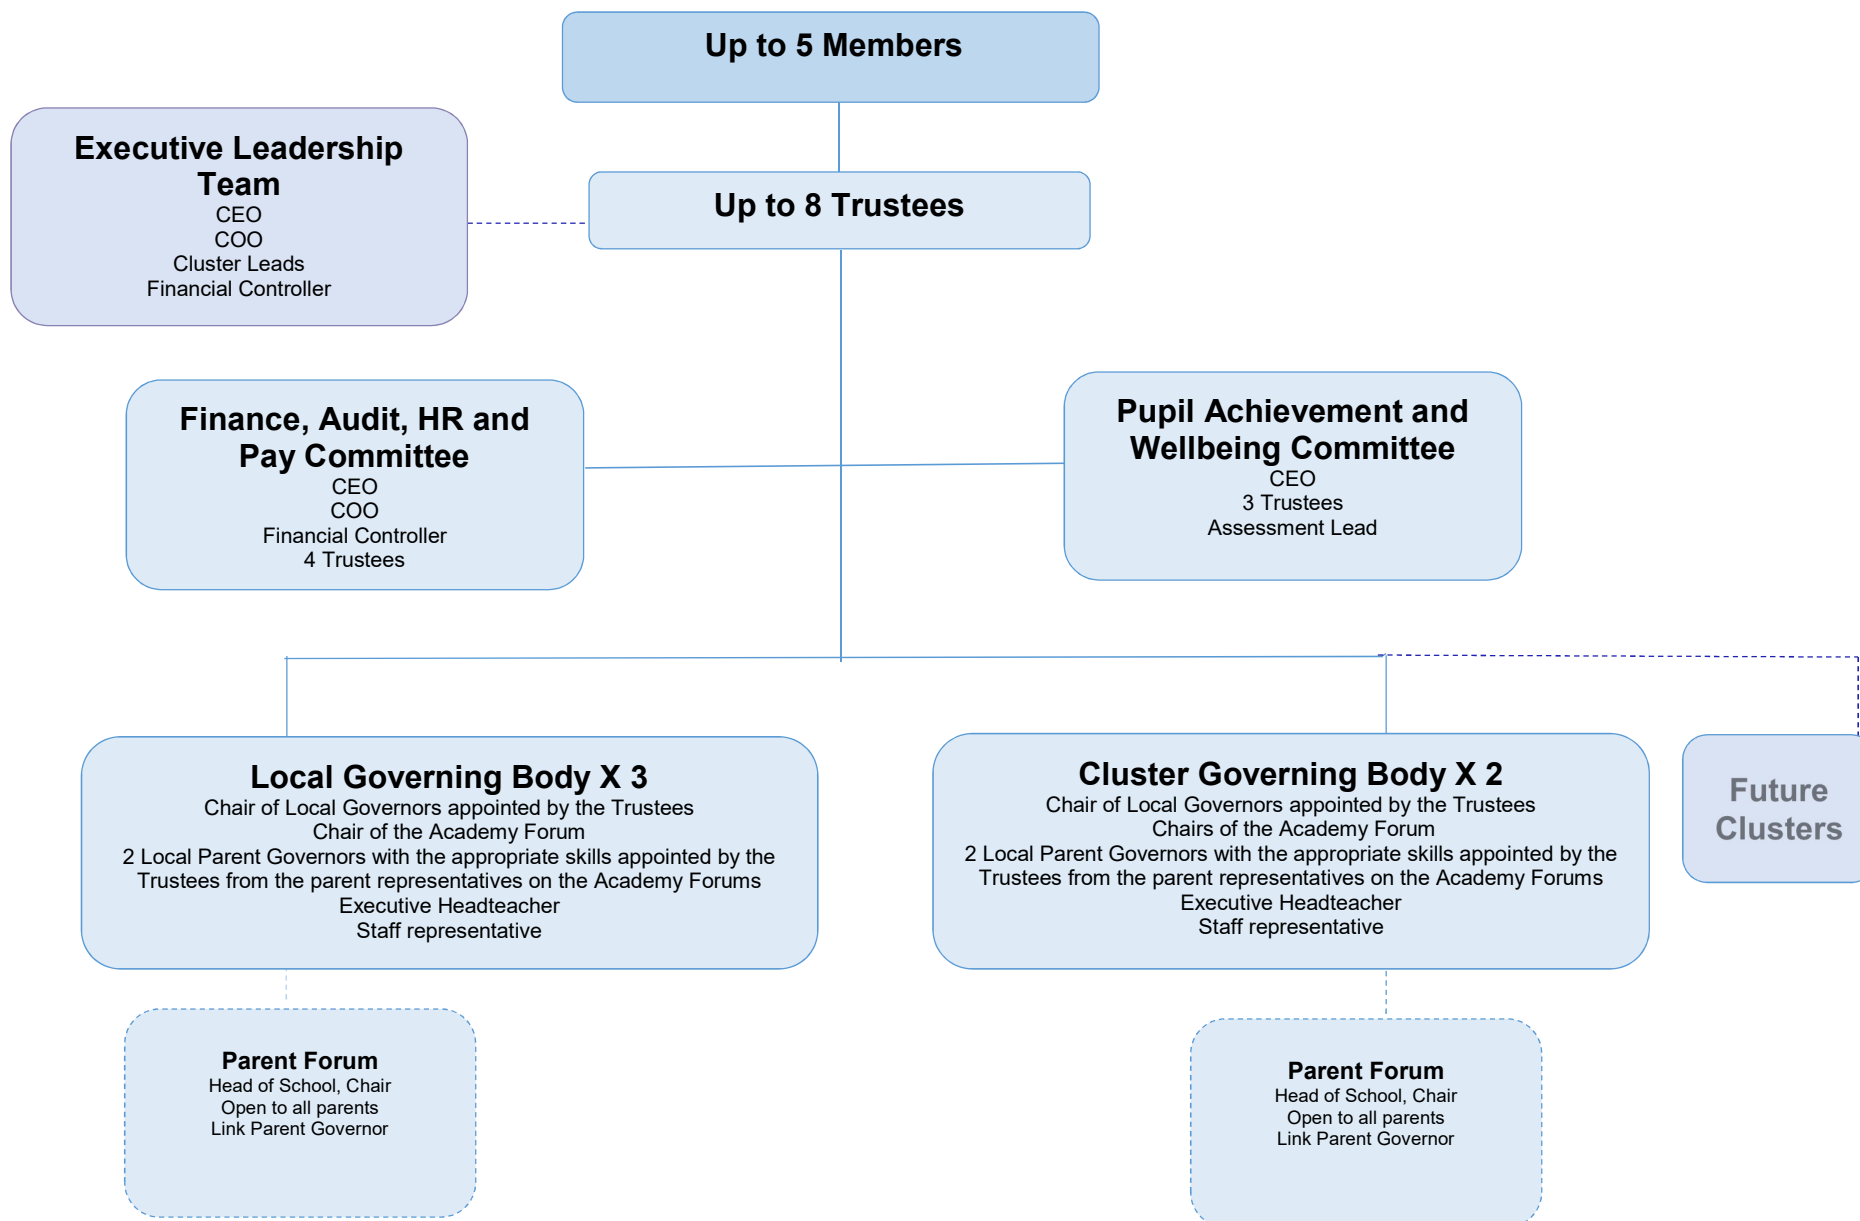 Up to 5 Members
Executive Leadership
Team
CEO
COO
Cluster Leads
Financial Controller
Up to 8 Trustees
Finance, Audit, HR and
Pay Committee
CEO
COO
Financial Controller
4 Trustees
Pupil Achievement and
Wellbeing Committee
CEO
3 Trustees
Assessment Lead
Local Governing Body X 3
Chair of Local Governors appointed by the Trustees
Chair of the Academy Forum
2 Local Parent Governors with the appropriate skills appointed by the
Trustees from the parent representatives on the Academy Forums
Executive Headteacher
Staff representative
Cluster Governing Body X 2
Chair of Local Governors appointed by the Trustees
Chairs of the Academy Forum
2 Local Parent Governors with the appropriate skills appointed by the
Trustees from the parent representatives on the Academy Forums
Executive Headteacher
Staff representative
Future
Clusters
Parent Forum
Head of School, Chair
Open to all parents
Link Parent Governor
Parent Forum
Head of School, Chair
Open to all parents
Link Parent Governor